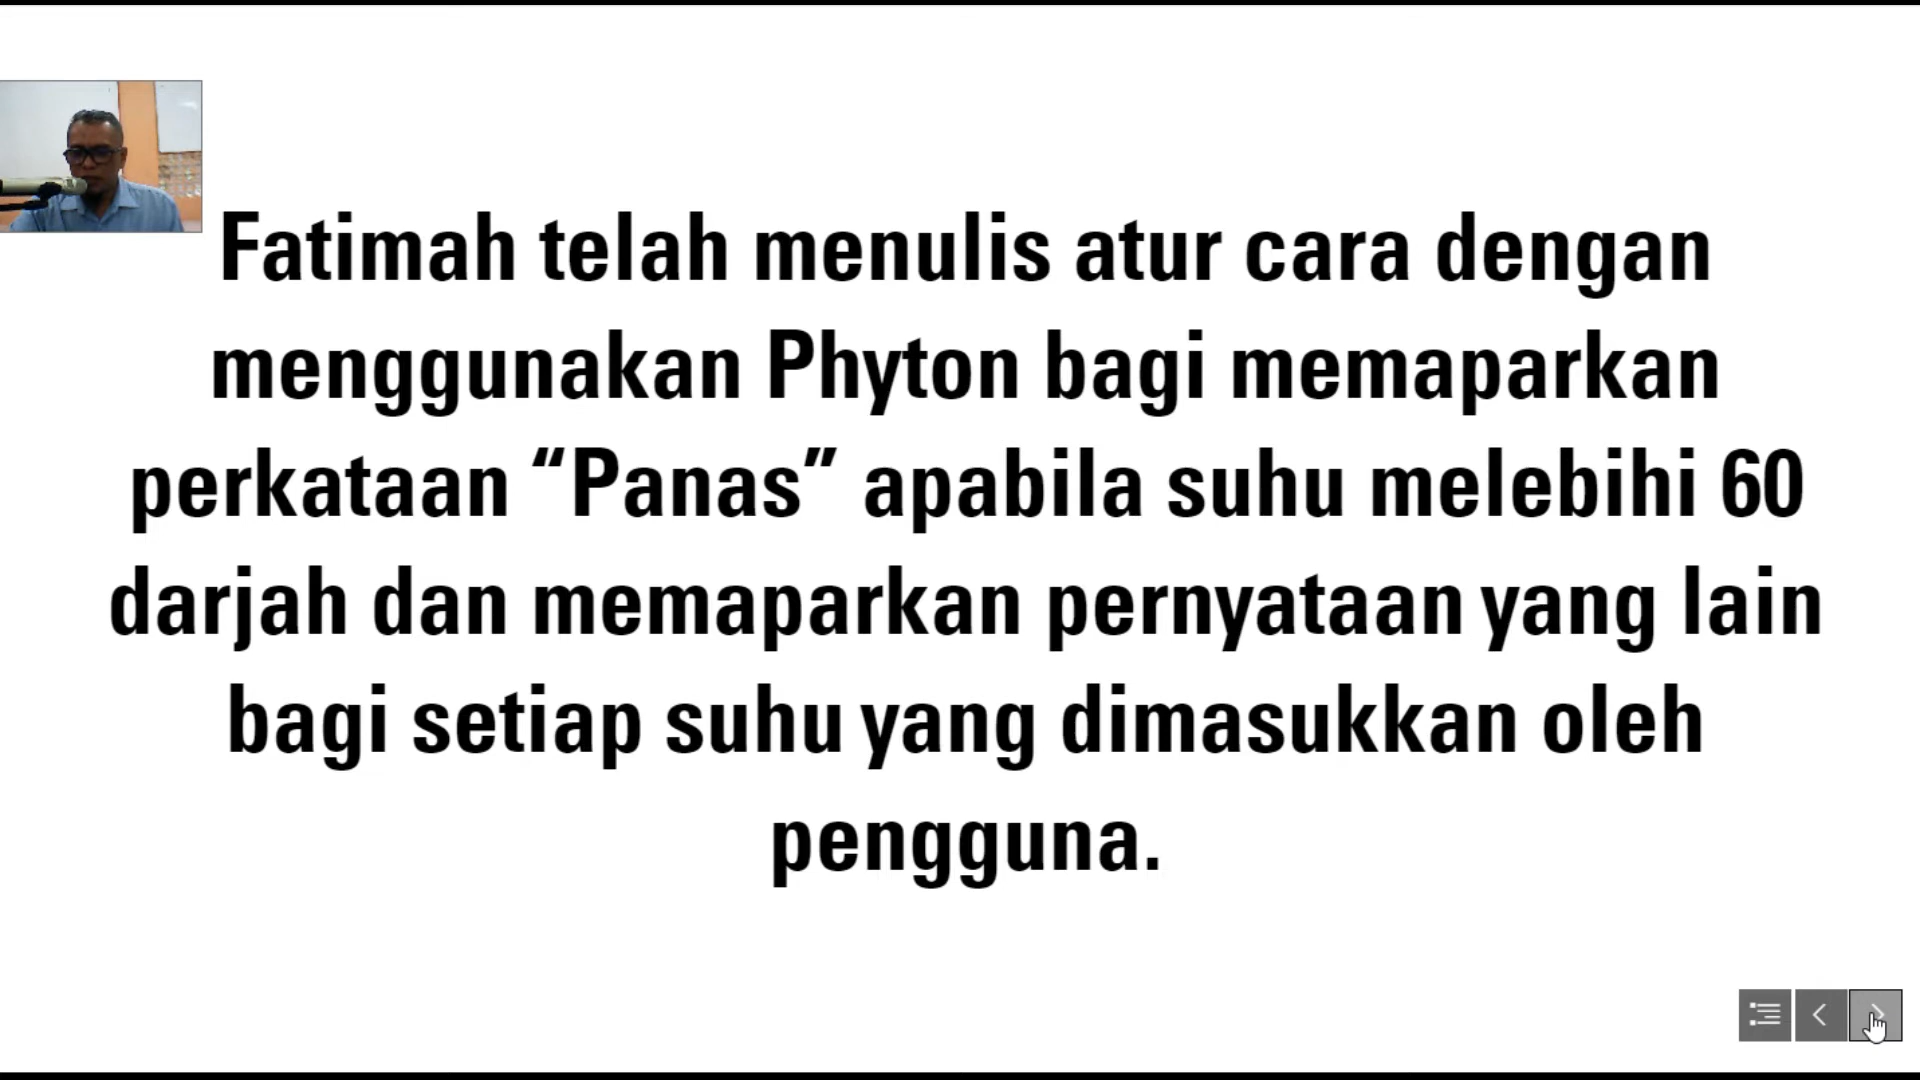 Fatimah telah menulis atur cara dengan
menggunakan Phyton bagi memaparkan
perkataan “Panas” apabila suhu melebihi 60
darjah dan memaparkan pernyataan yang lain
bagi setiap suhu yang dimasukkan oleh
pengguna.